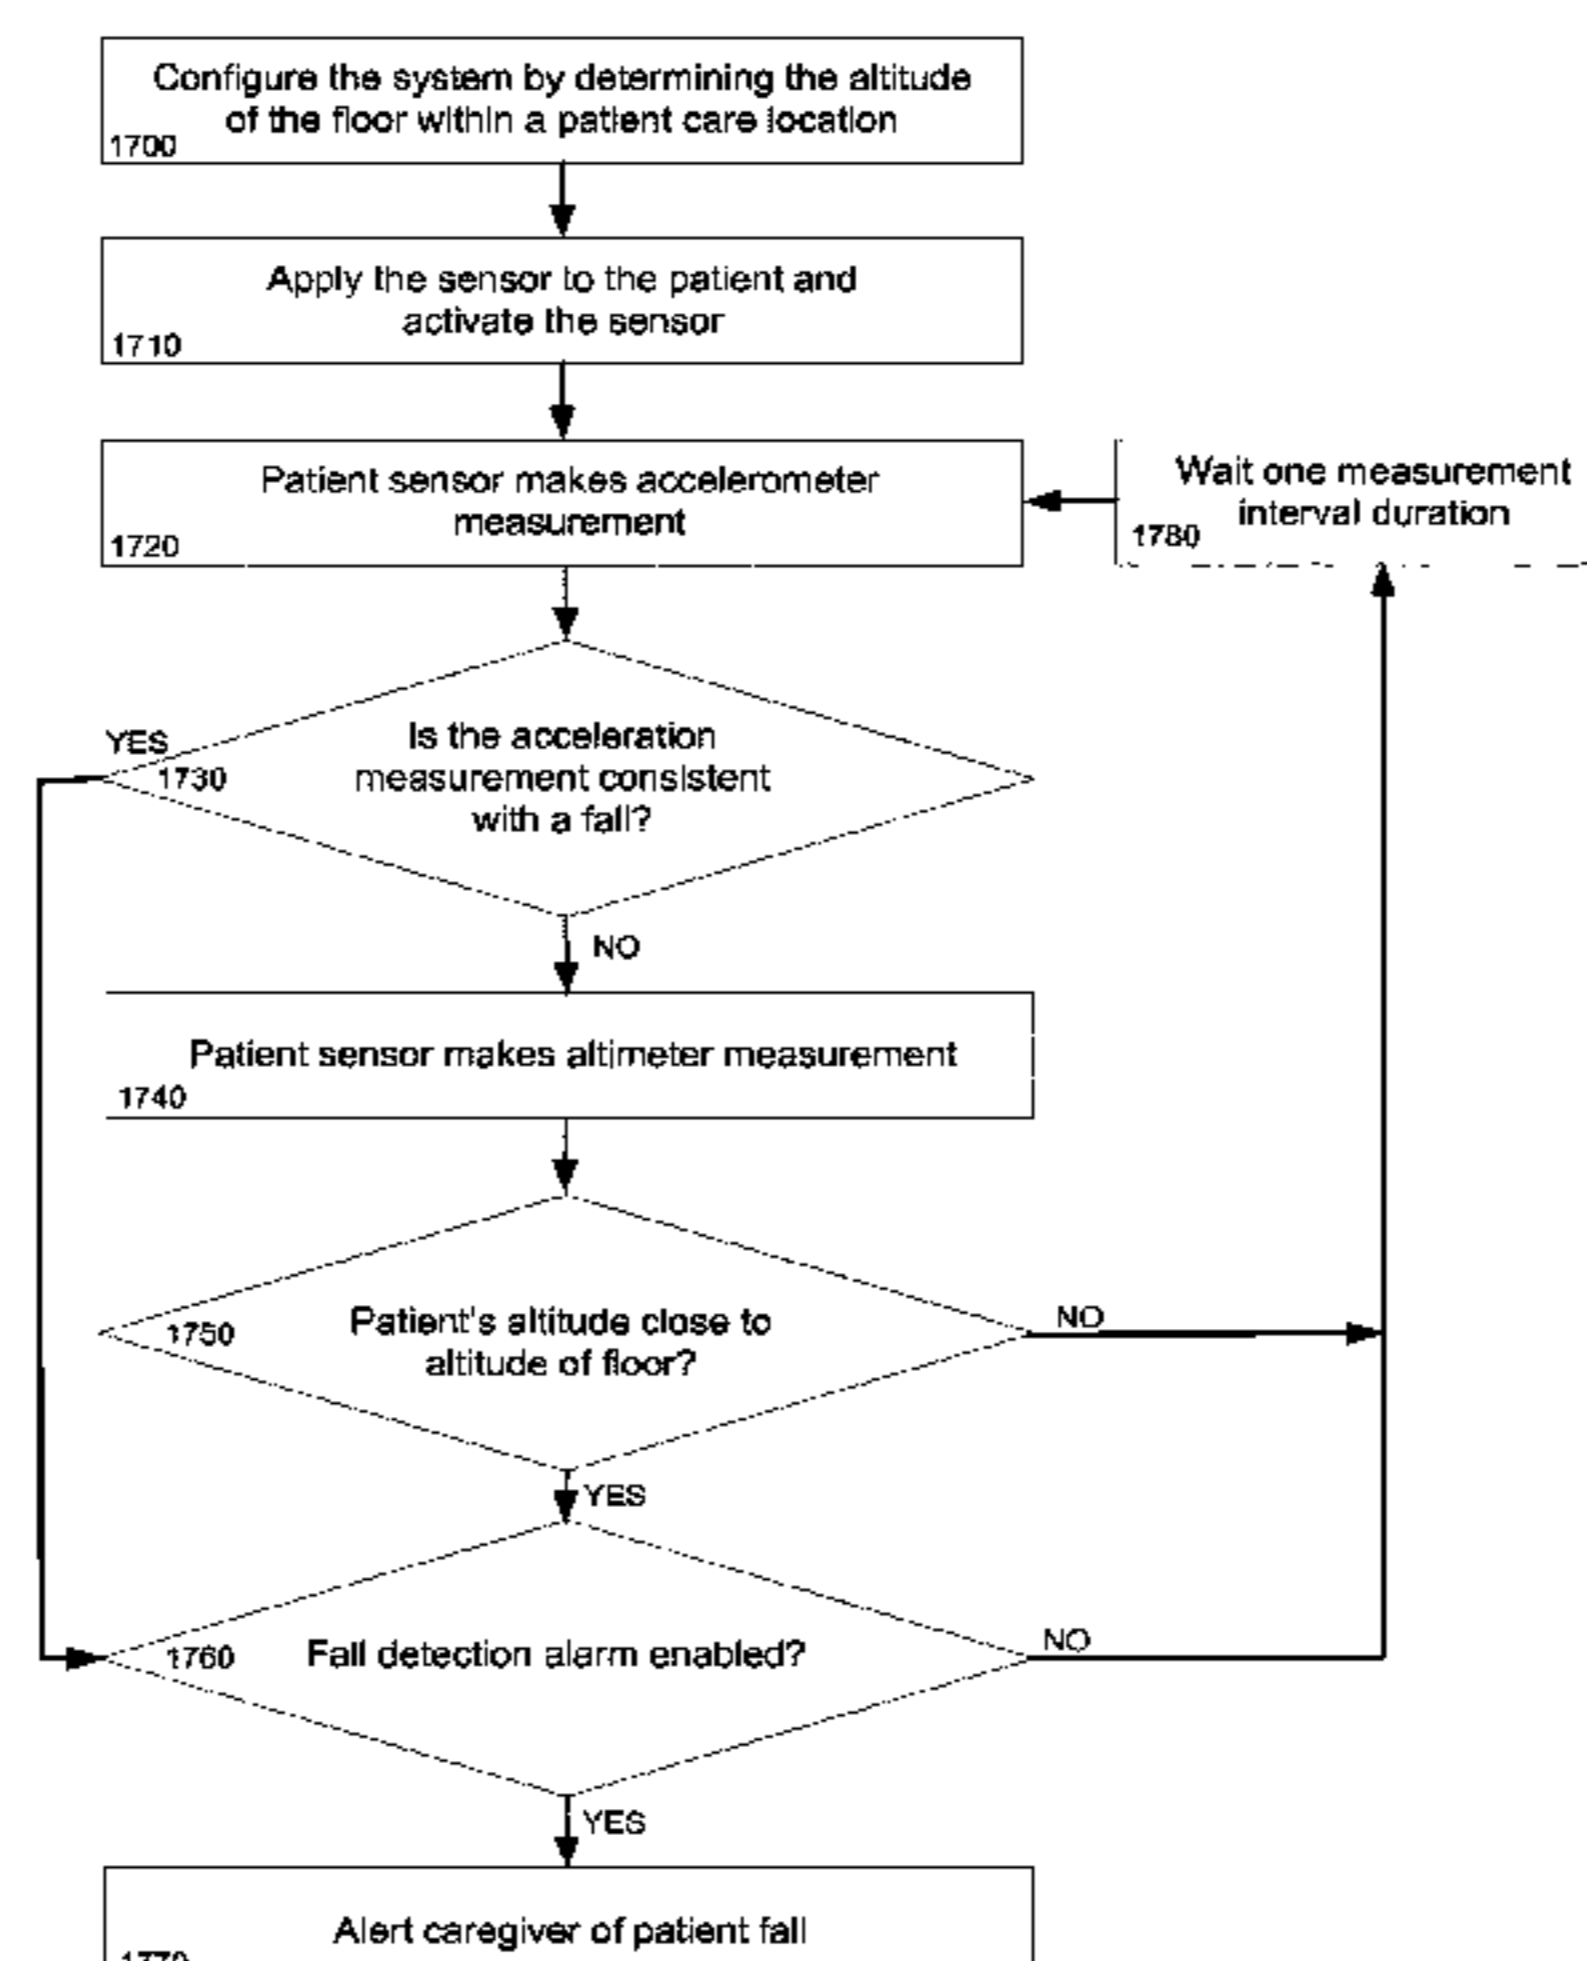 Configure the system by determining the altitude
of the floor within a patient care location
1700
Apply the sensor to the patient and
activate the sensor
1710
Patient sensor makes accelerometer
measurement
1720
Wait one measurement
interval duration
1780
Is the acceleration
measurement consistent
with a fall?
YES
1730
NO
Patient sensor makes altimeter measurement
1740
Patient's altitude close to
altitude of floor?
1750
NO
YES
Fall detection alarm enabled?
1760
NO
YES
Alert caregiver of patient fall
1770